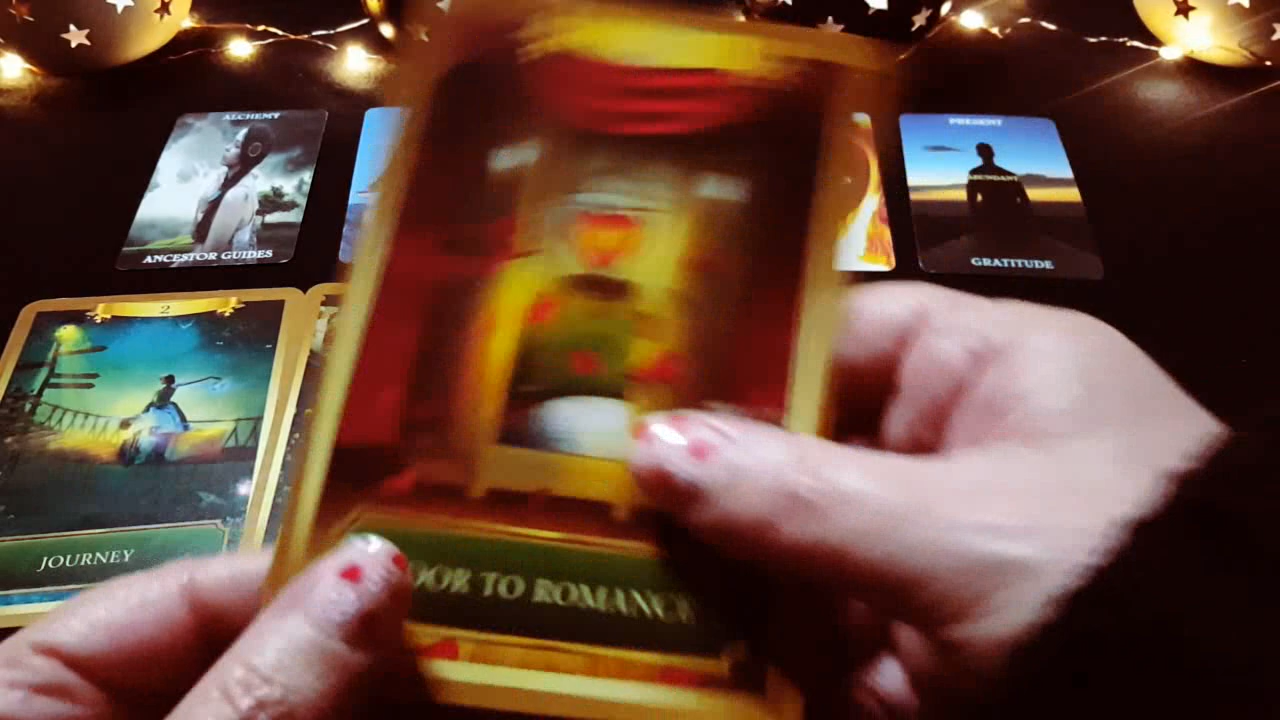 ALCHEMY
ANCESTOR GUIDES
PRESENT
ABUNDANT
GRATITUDE
2
JOURNEY
OOR TO ROMANCE